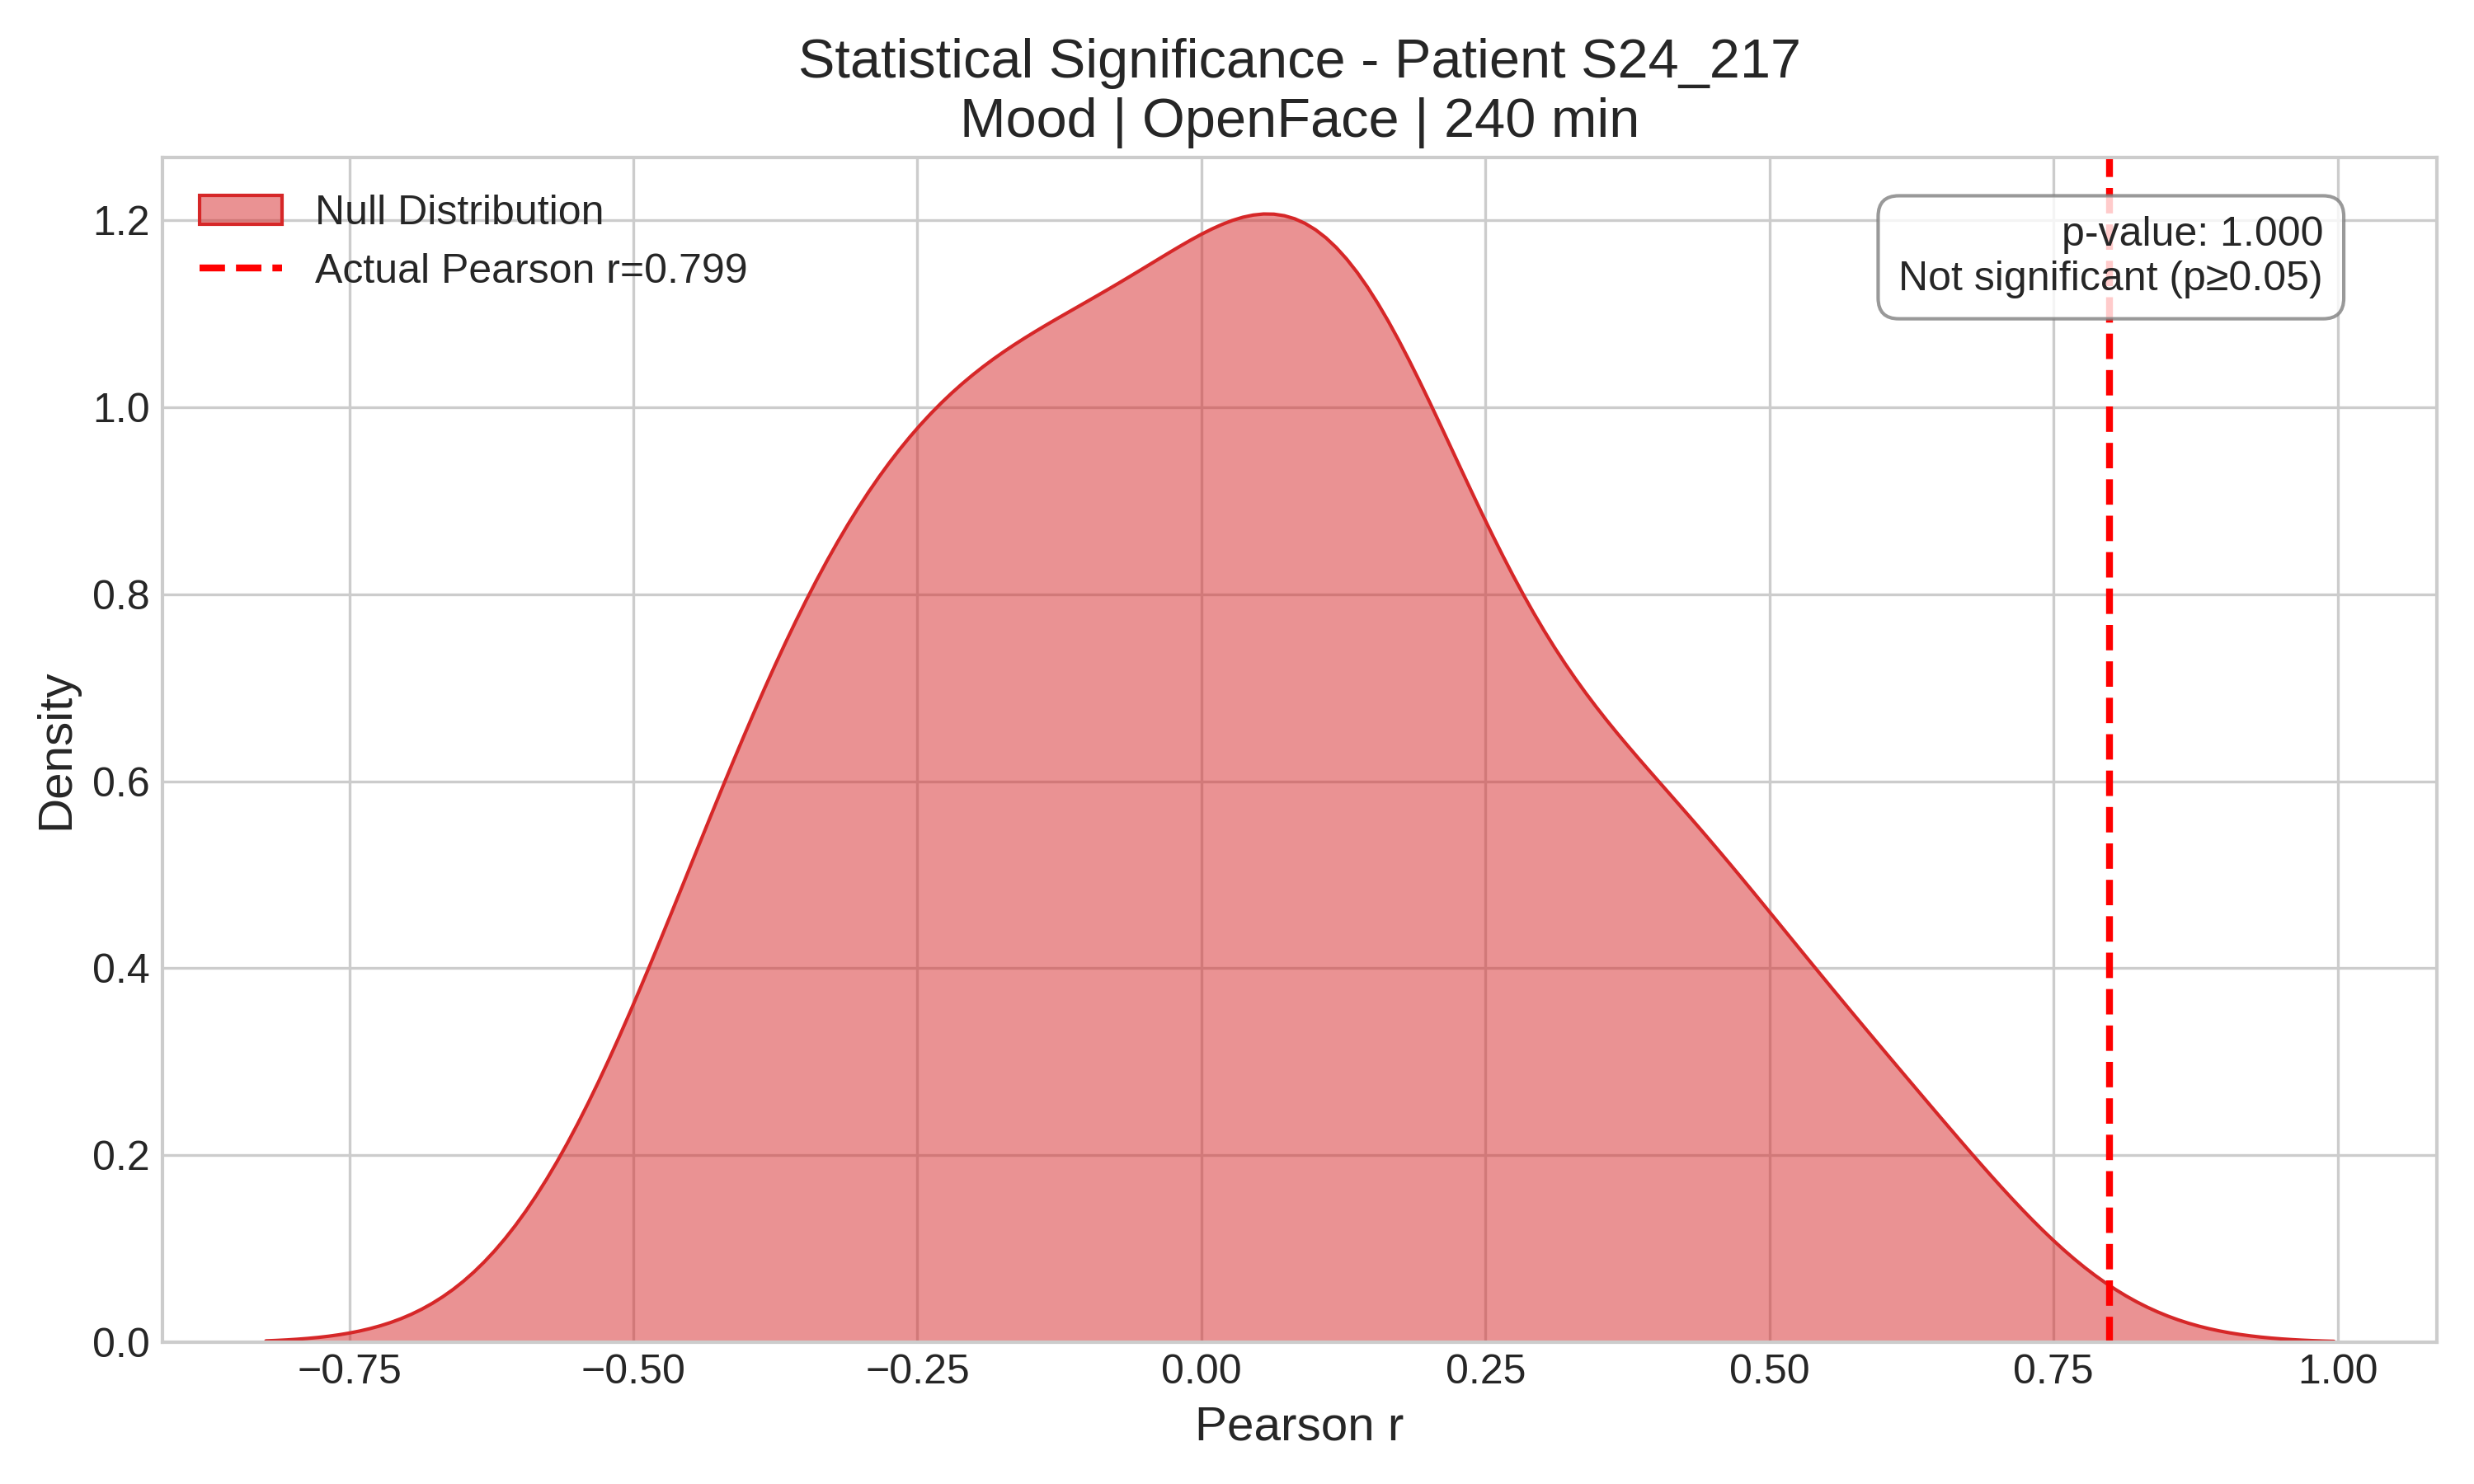 Statistical Significance - Patient S24_217
Mood | OpenFace | 240 min
Null Distribution
Actual Pearson r=0.799
p-value: 1.000
Not significant (p≥0.05)
Density
1.2
1.0
0.8
0.6
0.4
0.2
0.0
−0.75 −0.50 −0.25 0.00 0.25 0.50 0.75 1.00
Pearson r